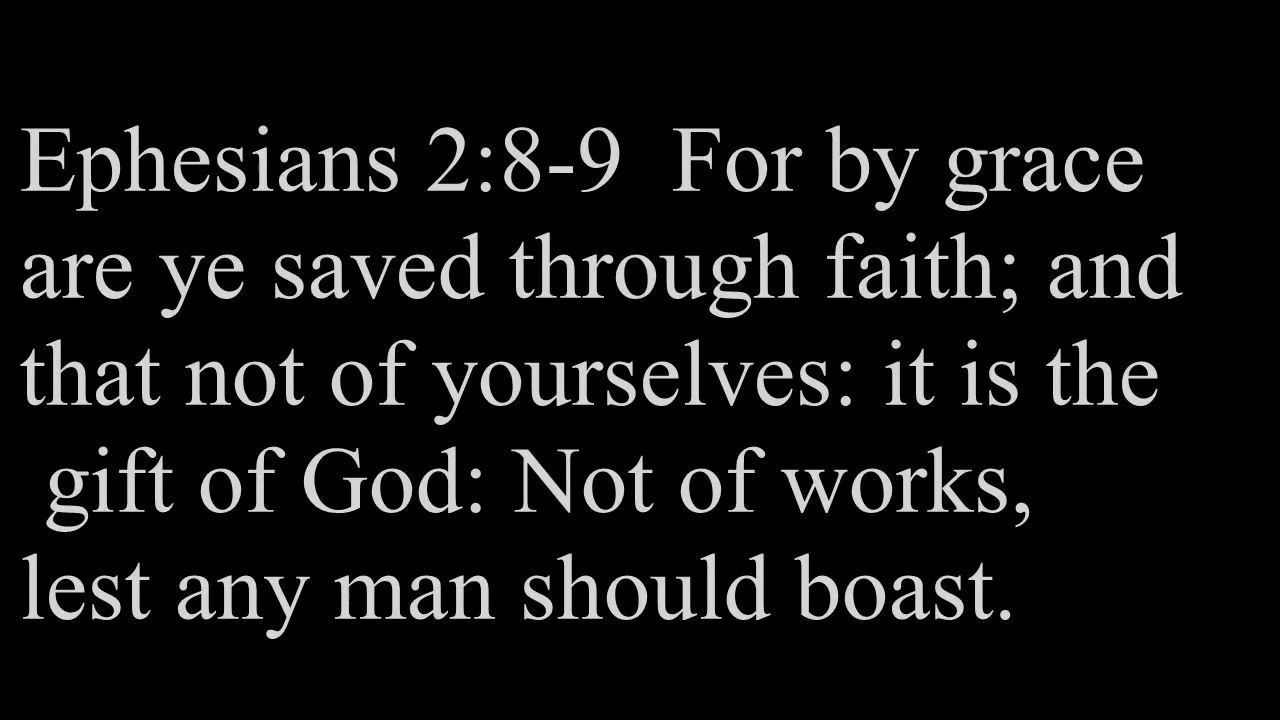 Ephesians 2:8-9  For by grace
are ye saved through faith; and
that not of yourselves: it is the
gift of God: Not of works,
lest any man should boast.